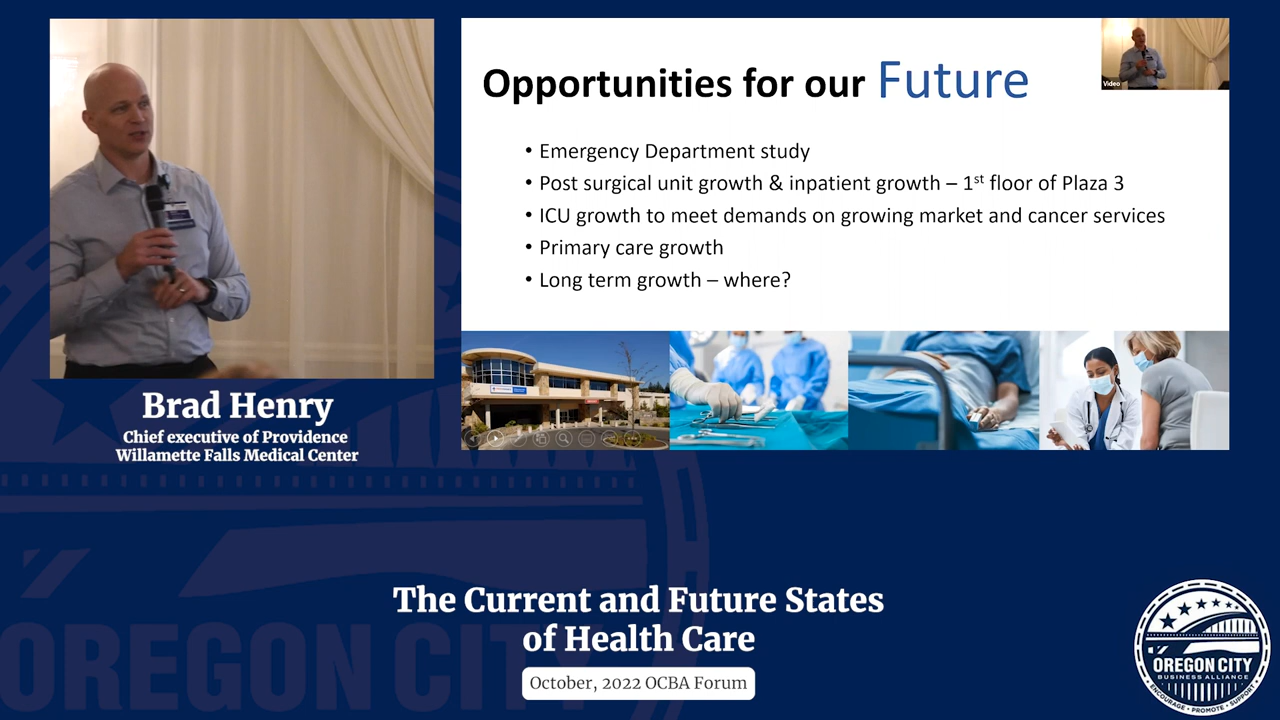 Opportunities for our Future
Video
• Emergency Department study
• Post surgical unit growth & inpatient growth – 1st floor of Plaza 3
• ICU growth to meet demands on growing market and cancer services
• Primary care growth
• Long term growth – where?
Brad Henry
Chief executive of Providence
Willamette Falls Medical Center
The Current and Future States
of Health Care
October, 2022 OCBA Forum
OREGON CITY
OREGON CITY
BUSINESS ALLIANCE
ENCOURAGE • PROMOTE • SUPPORT